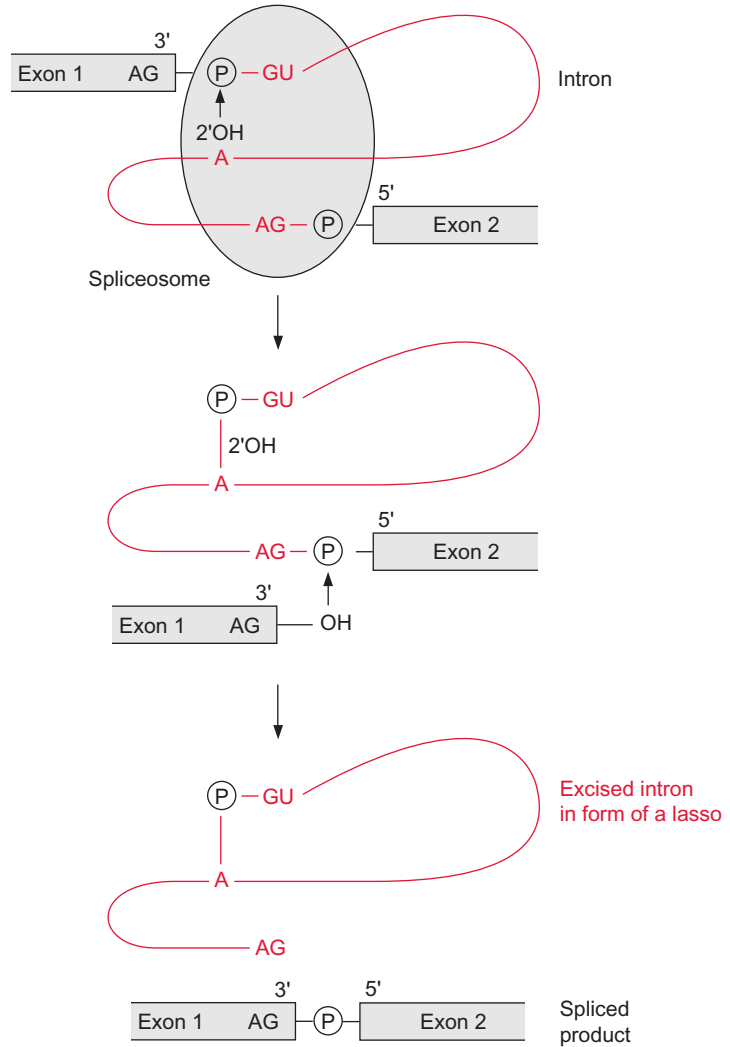 3'
Exon 1 AG P GU
Intron
2'OH
A
5'
AG P Exon 2
Spliceosome
P GU
2'OH
A
5'
AG P Exon 2
3'
Exon 1 AG OH
P GU
Excised intron
in form of a lasso
A
AG
3' 5'
Exon 1 AG P Exon 2
Spliced
product